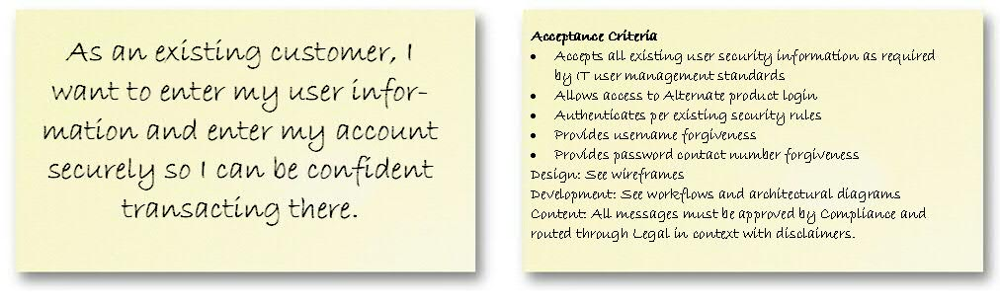 As an existing customer, I
want to enter my user infor-
mation and enter my account
securely so I can be confident
transacting there.
Acceptance Criteria
• Accepts all existing user security information as required
by IT user management standards
• Allows access to Alternate product login
• Authenticates per existing security rules
• Provides username forgiveness
• Provides password contact number forgiveness
Design: See wireframes
Development: See workflows and architectural diagrams
Content: All messages must be approved by Compliance and
routed through Legal in context with disclaimers.